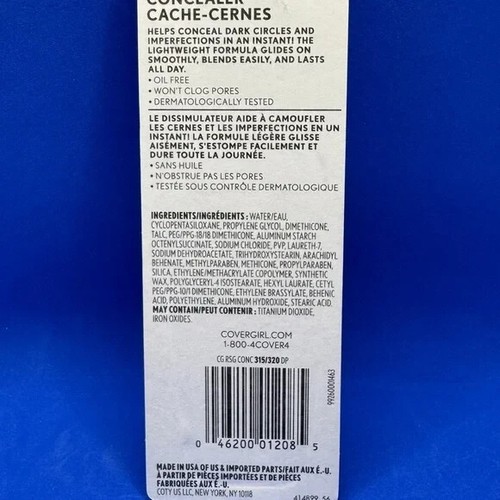 CONCEALER
CACHE-CERNES
HELPS CONCEAL DARK CIRCLES AND
IMPERFECTIONS IN AN INSTANT! THE
LIGHTWEIGHT FORMULA GLIDES ON
SMOOTHLY, BLENDS EASILY, AND LASTS
ALL DAY.
• OIL FREE
• WON'T CLOG PORES
• DERMATOLOGICALLY TESTED
LE DISSIMULATEUR AIDE À CAMOUFLER
LES CERNES ET LES IMPERFECTIONS EN UN
INSTANT! LA FORMULE LÉGÈRE GLISSE
AISÉMENT, S'ESTOMPE FACILEMENT ET
DURE TOUTE LA JOURNÉE.
• SANS HUILE
• N'OBSTRUE PAS LES PORES
• TESTÉE SOUS CONTRÔLE DERMATOLOGIQUE
INGREDIENTS/INGRÉDIENTS : WATER/EAU,
CYCLOPENTASILOXANE, PROPYLENE GLYCOL, DIMETHICONE,
TALC, PEG/PPG-18/18 DIMETHICONE, ALUMINUM STARCH
OCTENYLSUCCINATE, SODIUM CHLORIDE, PVP, LAURETH-7,
SODIUM DEHYDROACETATE, TRIHYDROXYSTEARIN, ARACHIDYL
BEHENATE, METHYLPARABEN, METHICONE, PROPYLPARABEN,
SILICA, ETHYLENE/METHACRYLATE COPOLYMER, SYNTHETIC
WAX, POLYGLYCERYL-4 ISOSTEARATE, HEXYL LAURATE, CETYL
PEG/PPG-10/1 DIMETHICONE, ETHYLENE BRASSYLATE, BEHENIC
ACID, POLYETHYLENE, ALUMINUM HYDROXIDE, STEARIC ACID.
MAY CONTAIN/PEUT CONTENIR : TITANIUM DIOXIDE,
IRON OXIDES.
COVERGIRL.COM
1-800-4COVER4
CG RSG CONC 315/320 DP
99260001463
0 46200 01208 5
MADE IN USA OF US & IMPORTED PARTS/FAIT AUX É.-U.
À PARTIR DE PIÈCES IMPORTÉES ET DE PIÈCES
FABRIQUÉES AUX É.-U.
COTY US LLC, NEW YORK, NY 10118